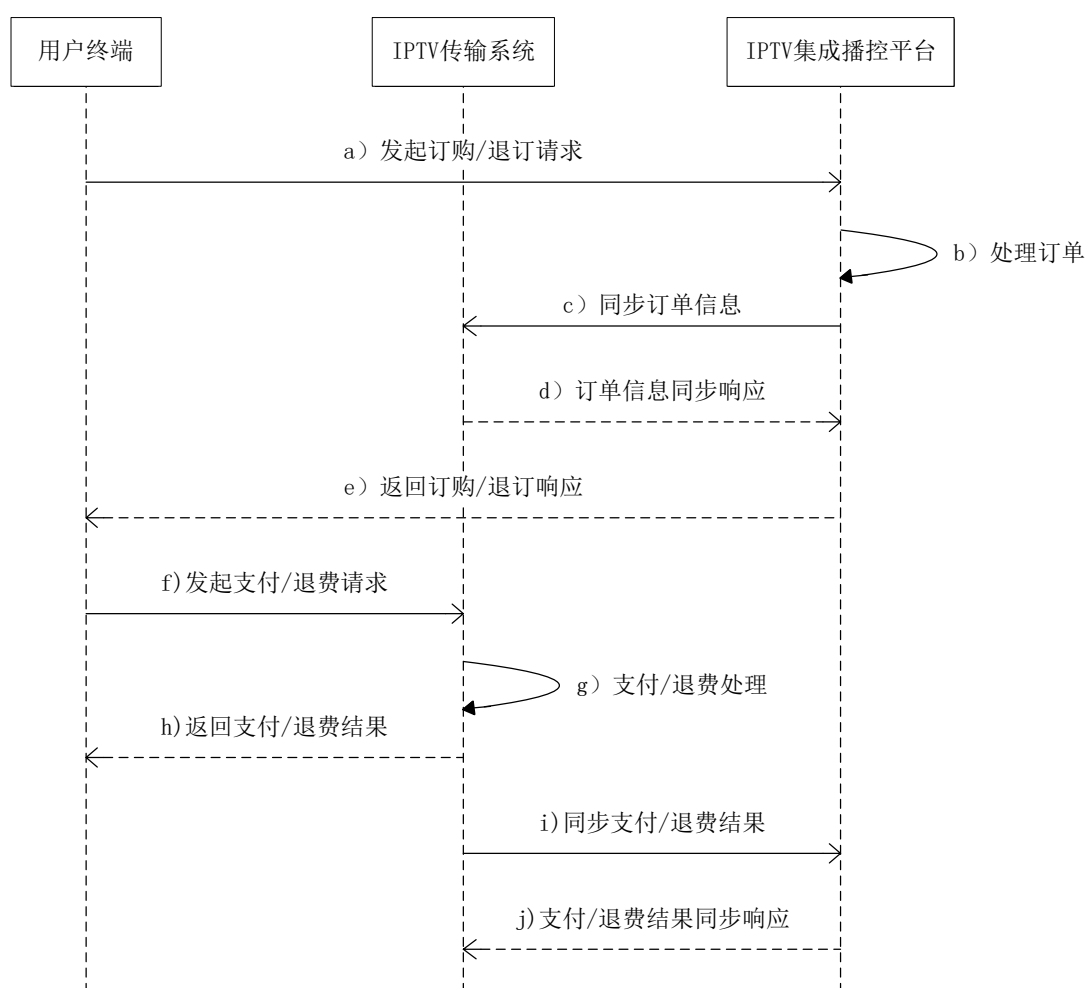 用户终端
IPTV传输系统
IPTV集成播控平台
a）发起订购/退订请求
b）处理订单
c）同步订单信息
d）订单信息同步响应
e）返回订购/退订响应
f)发起支付/退费请求
g）支付/退费处理
h)返回支付/退费结果
i)同步支付/退费结果
j)支付/退费结果同步响应